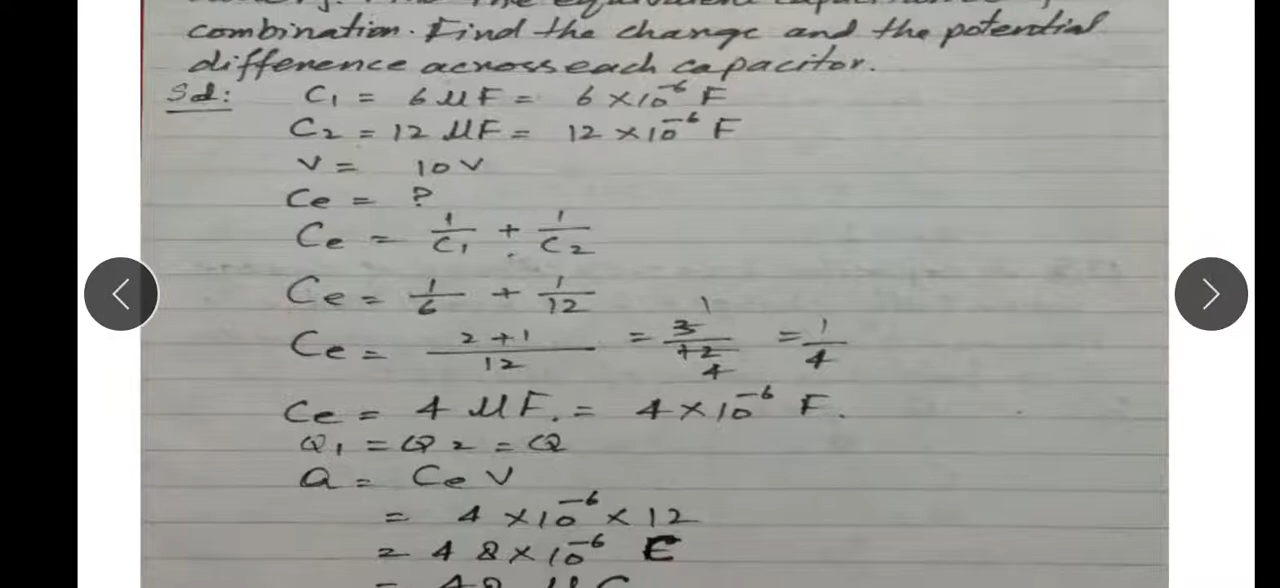 combination. Find the change and the potential
difference across each capacitor.
Sol: C₁ = 6 µF = 6 × 10⁻⁶ F
C₂ = 12 µF = 12 × 10⁻⁶ F
V = 10 V
Ce = ?
Ce = 1/C₁ + 1/C₂
Ce = 1/6 + 1/12
Ce = 2+1/12 = 3/12 1/4 = 1/4
Ce = 4 µF. = 4 × 10⁻⁶ F.
Q₁ = Q₂ = Q
Q = Ce V
= 4 × 10⁻⁶ × 12
= 48 × 10⁻⁶ C